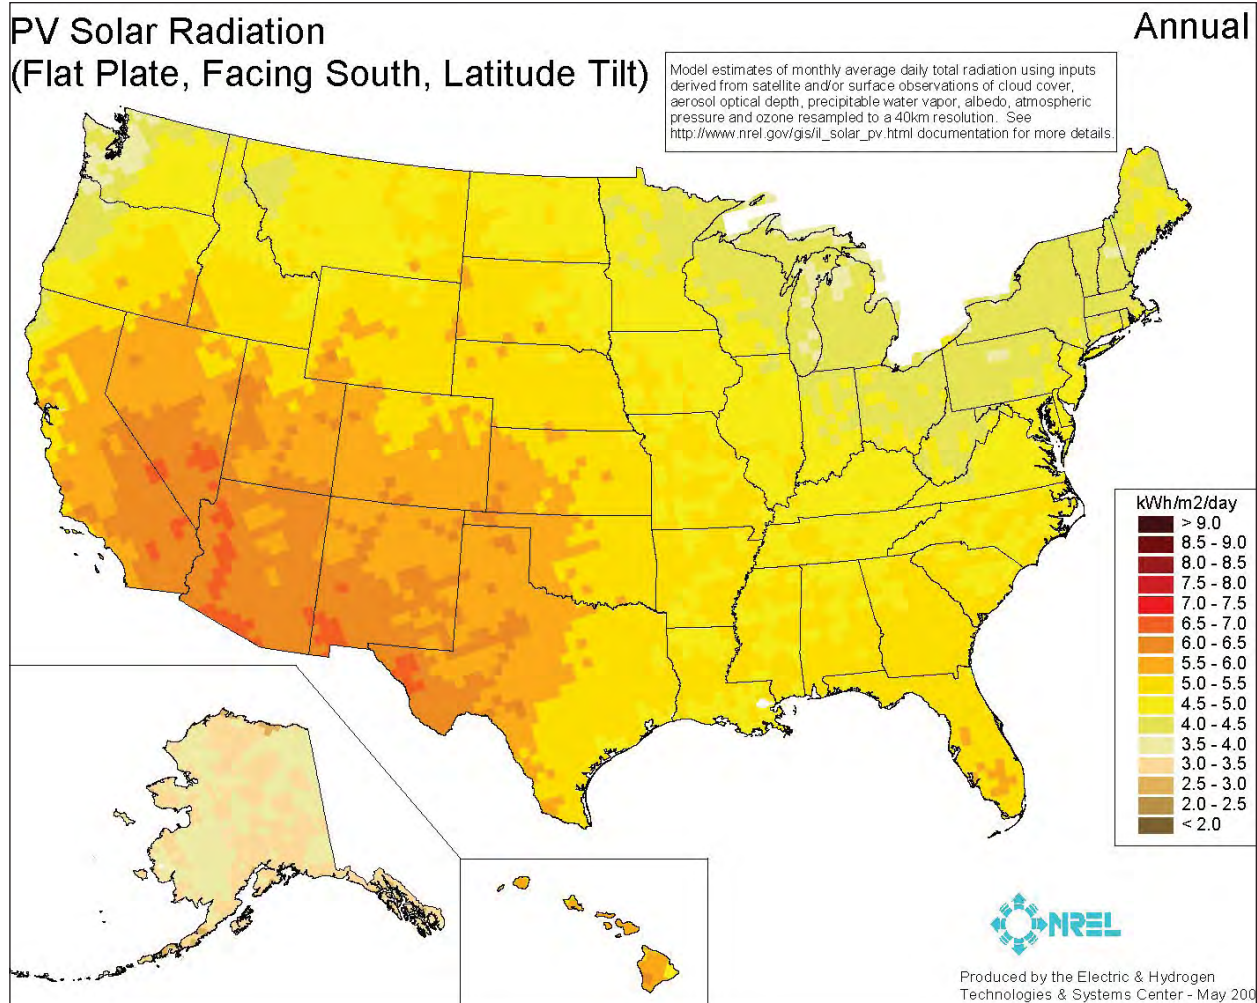 PV Solar Radiation
(Flat Plate, Facing South, Latitude Tilt)
Annual
Model estimates of monthly average daily total radiation using inputs
derived from satellite and/or surface observations of cloud cover,
aerosol optical depth, precipitable water vapor, albedo, atmospheric
pressure and ozone resampled to a 40km resolution. See
http://www.nrel.gov/gis/il_solar_pv.html documentation for more details.
kWh/m2/day
> 9.0
8.5 - 9.0
8.0 - 8.5
7.5 - 8.0
7.0 - 7.5
6.5 - 7.0
6.0 - 6.5
5.5 - 6.0
5.0 - 5.5
4.5 - 5.0
4.0 - 4.5
3.5 - 4.0
3.0 - 3.5
2.5 - 3.0
2.0 - 2.5
< 2.0
NREL
Produced by the Electric & Hydrogen
Technologies & Systems Center - May